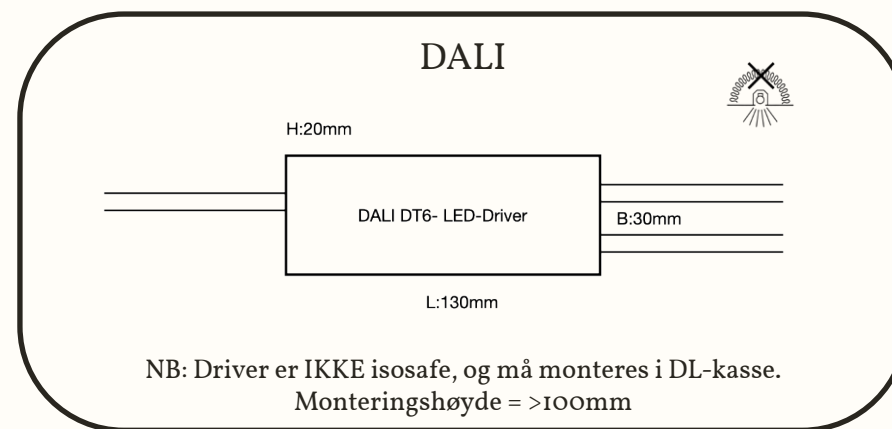 DALI
H:20mm
DALI DT6- LED-Driver
B:30mm
L:130mm
NB: Driver er IKKE isosafe, og må monteres i DL-kasse.
Monteringshøyde = >100mm